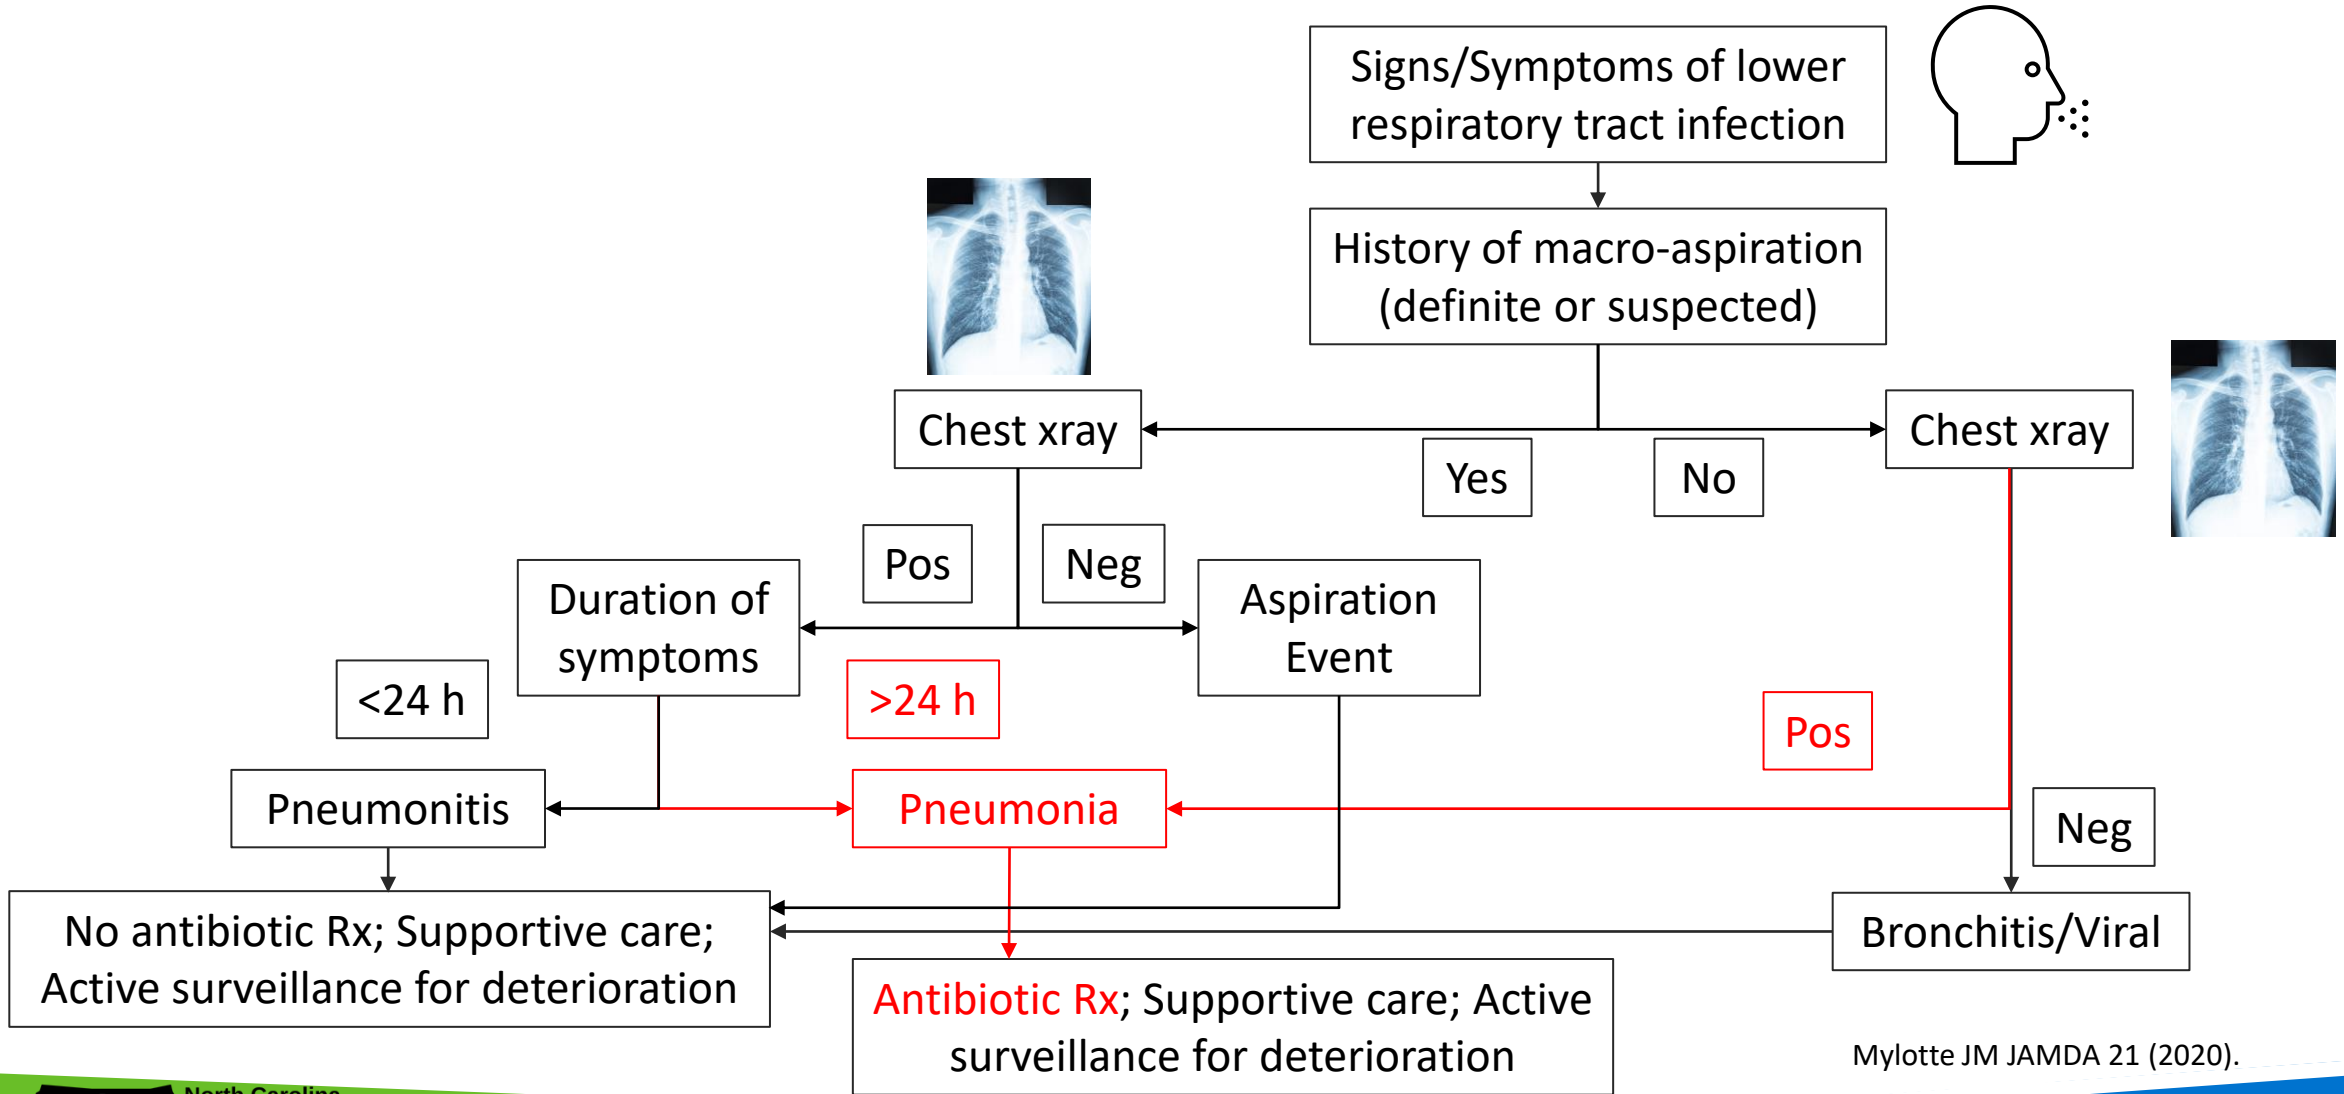 Signs/Symptoms of lower
respiratory tract infection
History of macro-aspiration
(definite or suspected)
Chest xray
Chest xray
Yes
No
Pos
Neg
Duration of
symptoms
Aspiration
Event
<24 h
>24 h
Pos
Pneumonitis
Pneumonia
Neg
No antibiotic Rx; Supportive care;
Active surveillance for deterioration
Bronchitis/Viral
Antibiotic Rx; Supportive care; Active
surveillance for deterioration
Mylotte JM JAMDA 21 (2020).
North Carolina